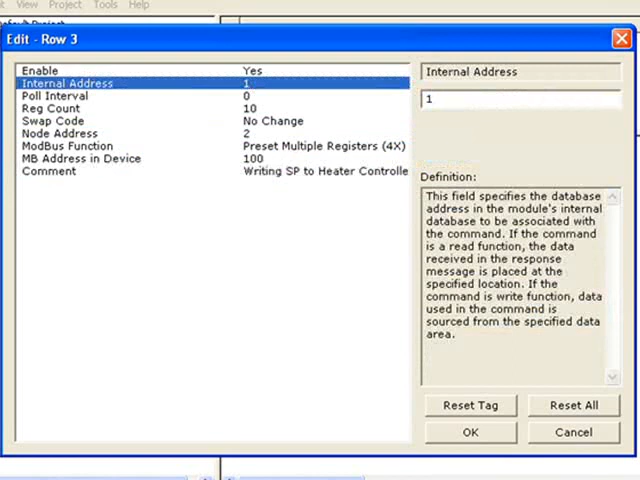 View Project Tools Help
Edit - Row 3
Enable Yes
Internal Address 1
Poll Interval 0
Reg Count 10
Swap Code No Change
Node Address 2
ModBus Function Preset Multiple Registers (4X)
MB Address in Device 100
Comment Writing SP to Heater Controlle
Internal Address
1
Definition:
This field specifies the database
address in the module's internal
database to be associated with
the command. If the command
is a read function, the data
received in the response
message is placed at the
specified location. If the
command is write function, data
used in the command is
sourced from the specified data
area.
Reset Tag Reset All
OK Cancel